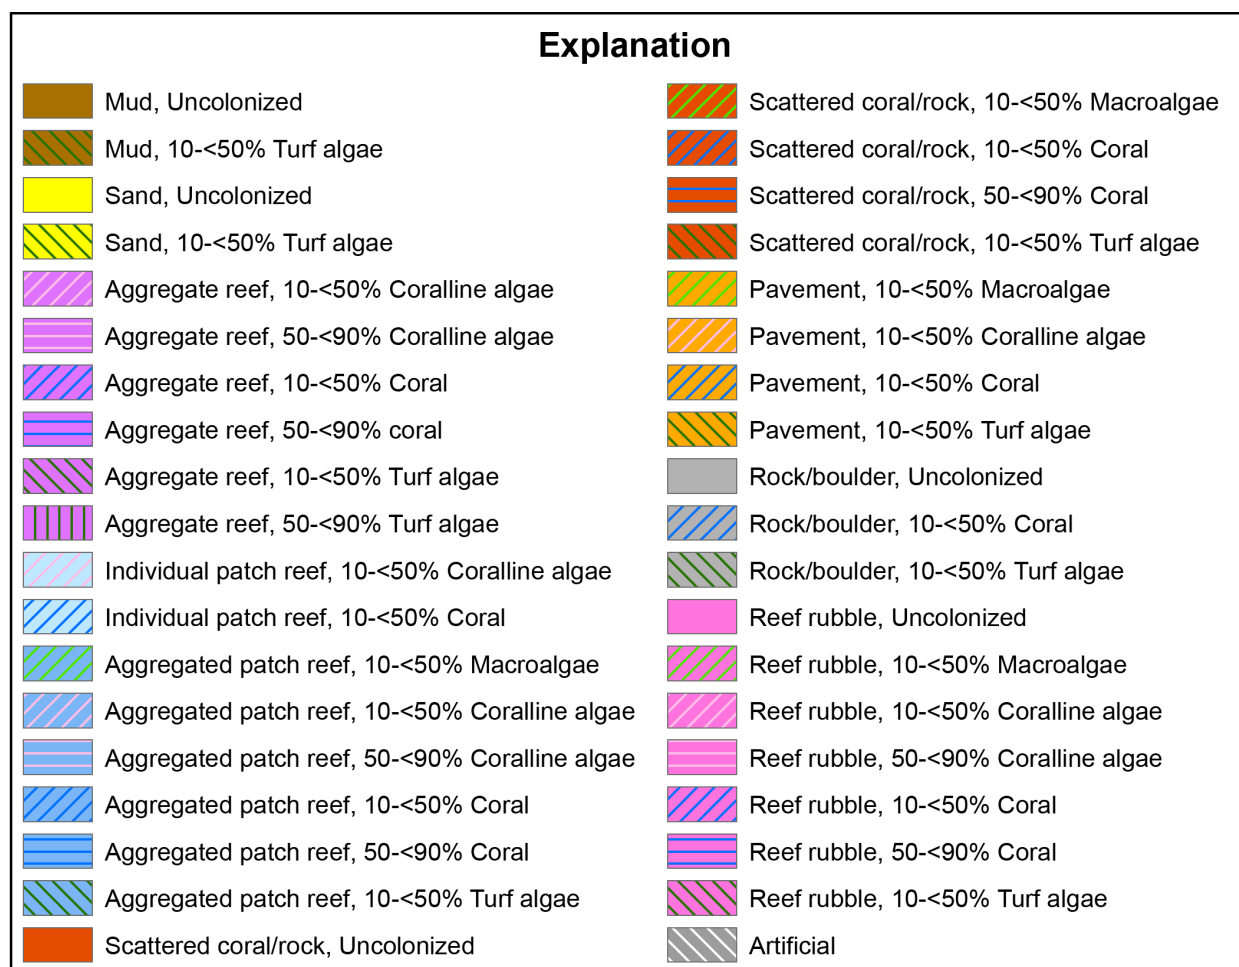 Explanation
Mud, Uncolonized
Mud, 10-<50% Turf algae
Sand, Uncolonized
Sand, 10-<50% Turf algae
Aggregate reef, 10-<50% Coralline algae
Aggregate reef, 50-<90% Coralline algae
Aggregate reef, 10-<50% Coral
Aggregate reef, 50-<90% coral
Aggregate reef, 10-<50% Turf algae
Aggregate reef, 50-<90% Turf algae
Individual patch reef, 10-<50% Coralline algae
Individual patch reef, 10-<50% Coral
Aggregated patch reef, 10-<50% Macroalgae
Aggregated patch reef, 10-<50% Coralline algae
Aggregated patch reef, 50-<90% Coralline algae
Aggregated patch reef, 10-<50% Coral
Aggregated patch reef, 50-<90% Coral
Aggregated patch reef, 10-<50% Turf algae
Scattered coral/rock, Uncolonized
Scattered coral/rock, 10-<50% Macroalgae
Scattered coral/rock, 10-<50% Coral
Scattered coral/rock, 50-<90% Coral
Scattered coral/rock, 10-<50% Turf algae
Pavement, 10-<50% Macroalgae
Pavement, 10-<50% Coralline algae
Pavement, 10-<50% Coral
Pavement, 10-<50% Turf algae
Rock/boulder, Uncolonized
Rock/boulder, 10-<50% Coral
Rock/boulder, 10-<50% Turf algae
Reef rubble, Uncolonized
Reef rubble, 10-<50% Macroalgae
Reef rubble, 10-<50% Coralline algae
Reef rubble, 50-<90% Coralline algae
Reef rubble, 10-<50% Coral
Reef rubble, 50-<90% Coral
Reef rubble, 10-<50% Turf algae
Artificial